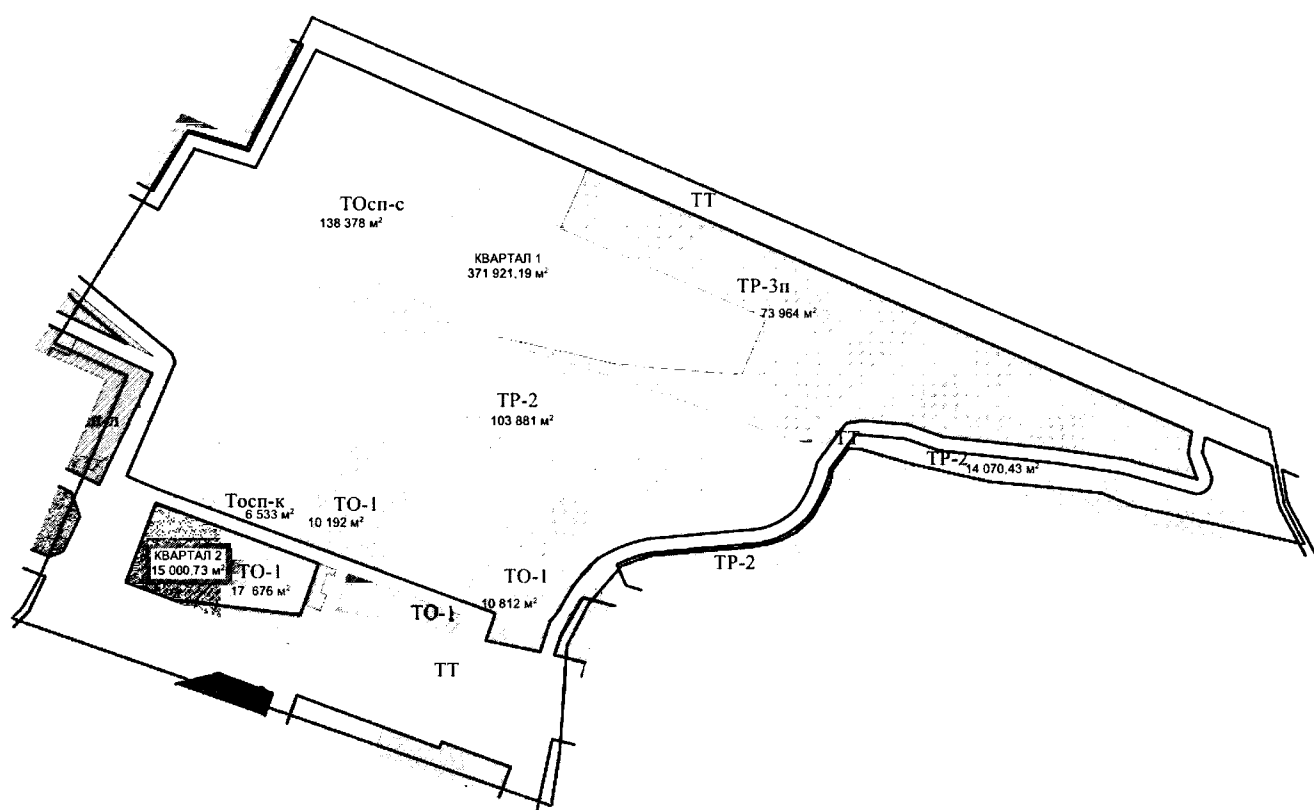 ТТ
ТОсп-с
138 378 м²
КВАРТАЛ 1
371 921,19 м²
ТР-3п
73 964 м²
ТР-2
103 881 м²
ТТ
ТР-2
14 070,43 м²
Тосп-к
6 533 м²
ТО-1
10 192 м²
КВАРТАЛ 2
15 000,73 м²
ТО-1
17 676 м²
ТО-1
10 812 м²
ТР-2
ТО-1
ТТ